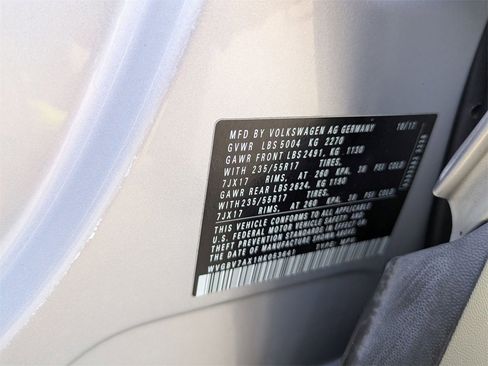 MFD BY VOLKSWAGEN AG GERMANY 10/17
GVWR LBS 5004 KG 2270
GAWR FRONT LBS 2491, KG 1130
WITH 235/55R17 TIRES,
7JX17 RIMS, AT 260 KPA, 38 PSI COLD
GAWR REAR LBS 2624, KG 1190
WITH 235/55R17 TIRES,
7JX17 RIMS, AT 260 KPA, 38 PSI COLD
THIS VEHICLE CONFORMS TO ALL APPLICABLE
U.S. FEDERAL MOTOR VEHICLE SAFETY AND
THEFT PREVENTION STANDARDS IN EFFECT ON
THE DATE OF MANUFACTURE SHOWN ABOVE.
TYPE: MPV